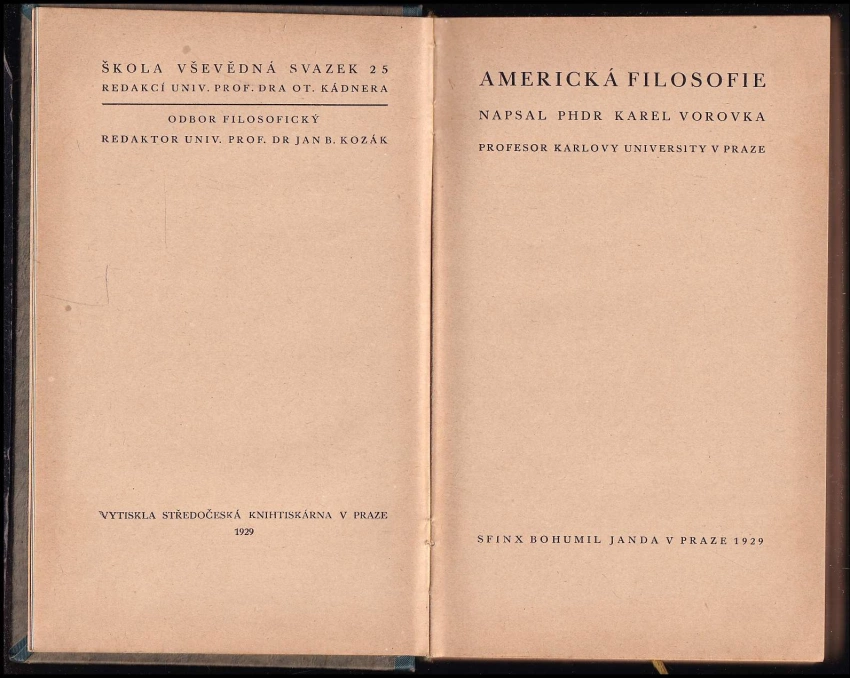 ŠKOLA VŠEVĚDNÁ SVAZEK 25
REDAKCÍ UNIV. PROF. DRA OT. KÁDNERA
ODBOR FILOSOFICKÝ
REDAKTOR UNIV. PROF. DR JAN B. KOZÁK
VYTISKLA STŘEDOČESKÁ KNIHTISKÁRNA V PRAZE
1929
AMERICKÁ FILOSOFIE
NAPSAL PHDR KAREL VOROVKA
PROFESOR KARLOVY UNIVERSITY V PRAZE
SFINX BOHUMIL JANDA V PRAZE 1929